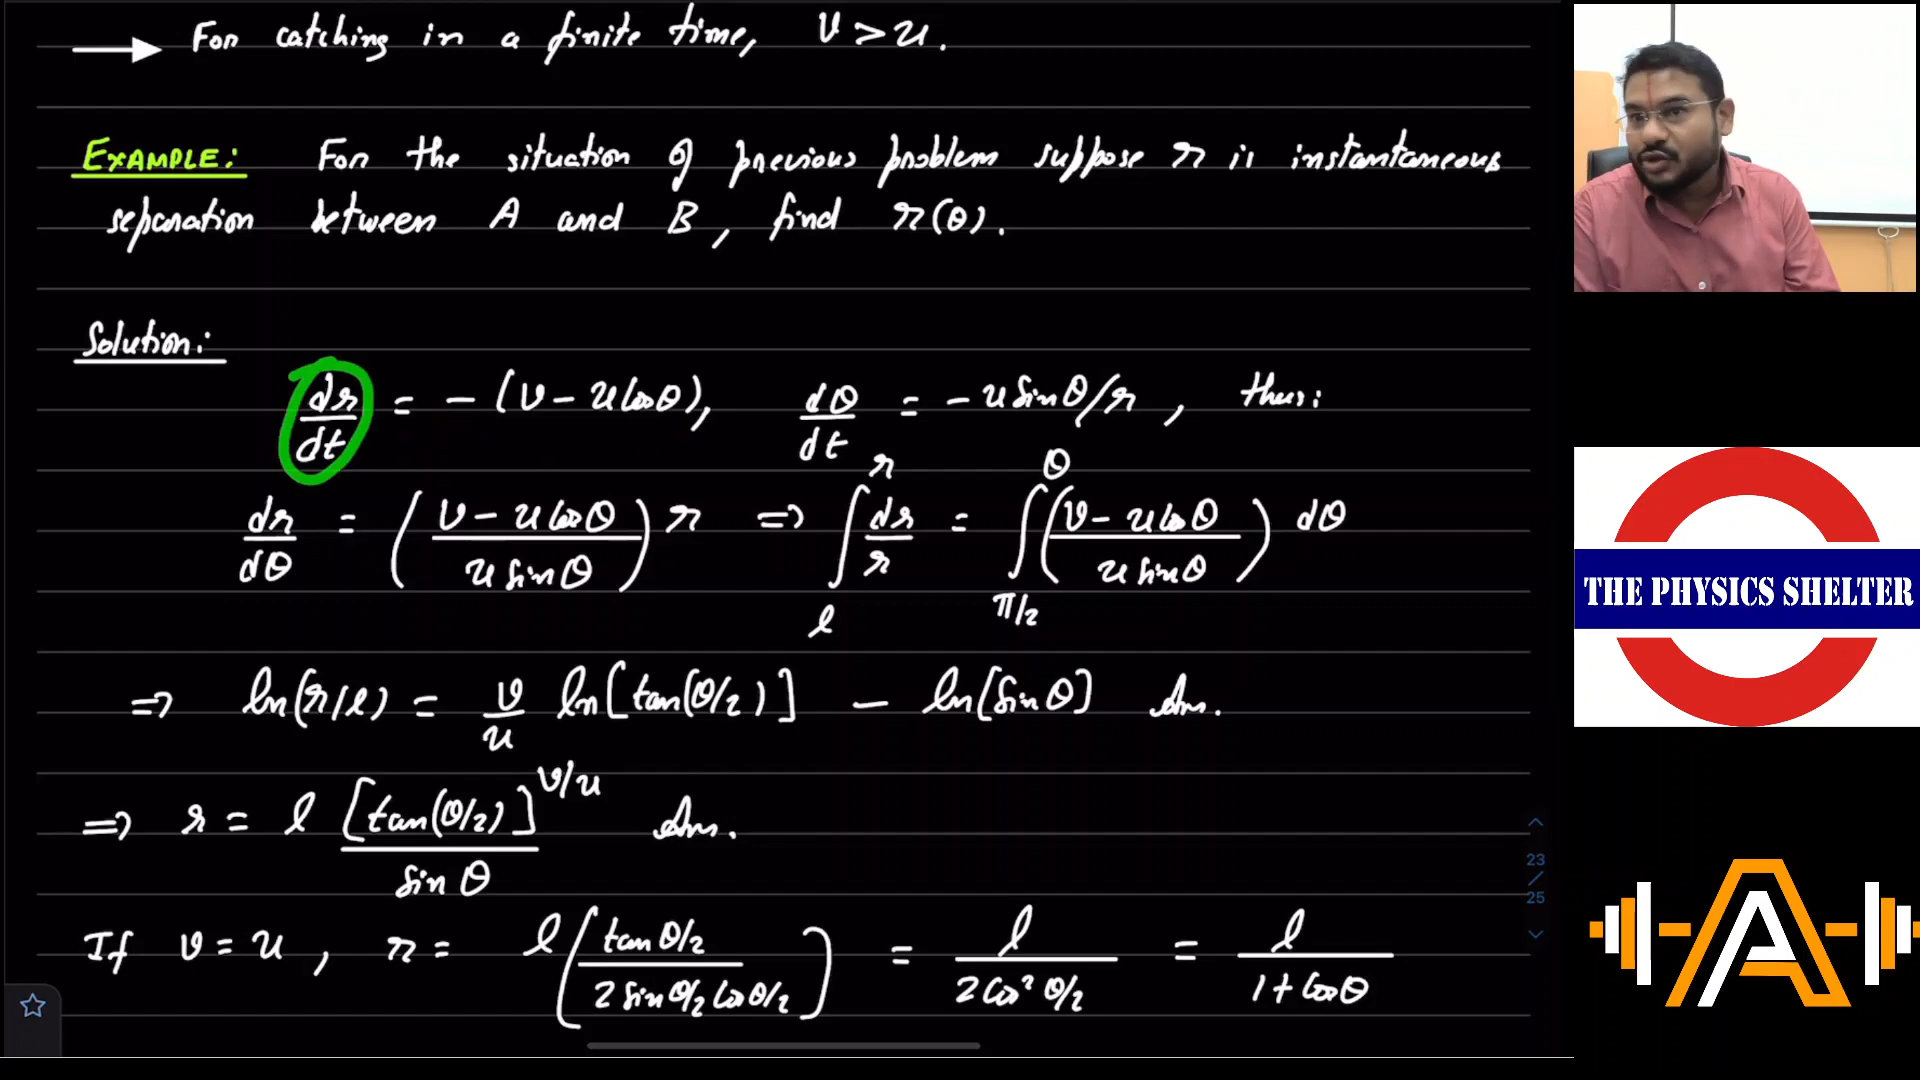 → For catching in a finite time, v > u.
EXAMPLE: For the situation of previous problem suppose r is instantaneous
separation between A and B, find r(θ).
Solution:
dr/dt = - (v - u cosθ), dθ/dt = - u sinθ/r, thus:
dr/dθ = ((v - u cosθ)/(u sinθ)) r ⇒ ∫_l^r dr/r = ∫_{π/2}^θ ((v - u cosθ)/(u sinθ)) dθ
⇒ ln(r/l) = v/u ln[tan(θ/2)] - ln[sinθ] Ans.
⇒ r = l [tan(θ/2)]^{v/u} / sinθ Ans.
If v = u, r = l (tan θ/2 / (2 sin θ/2 cos θ/2)) = l / (2 cos² θ/2) = l / (1 + cosθ)
23
/
25
THE PHYSICS SHELTER
A